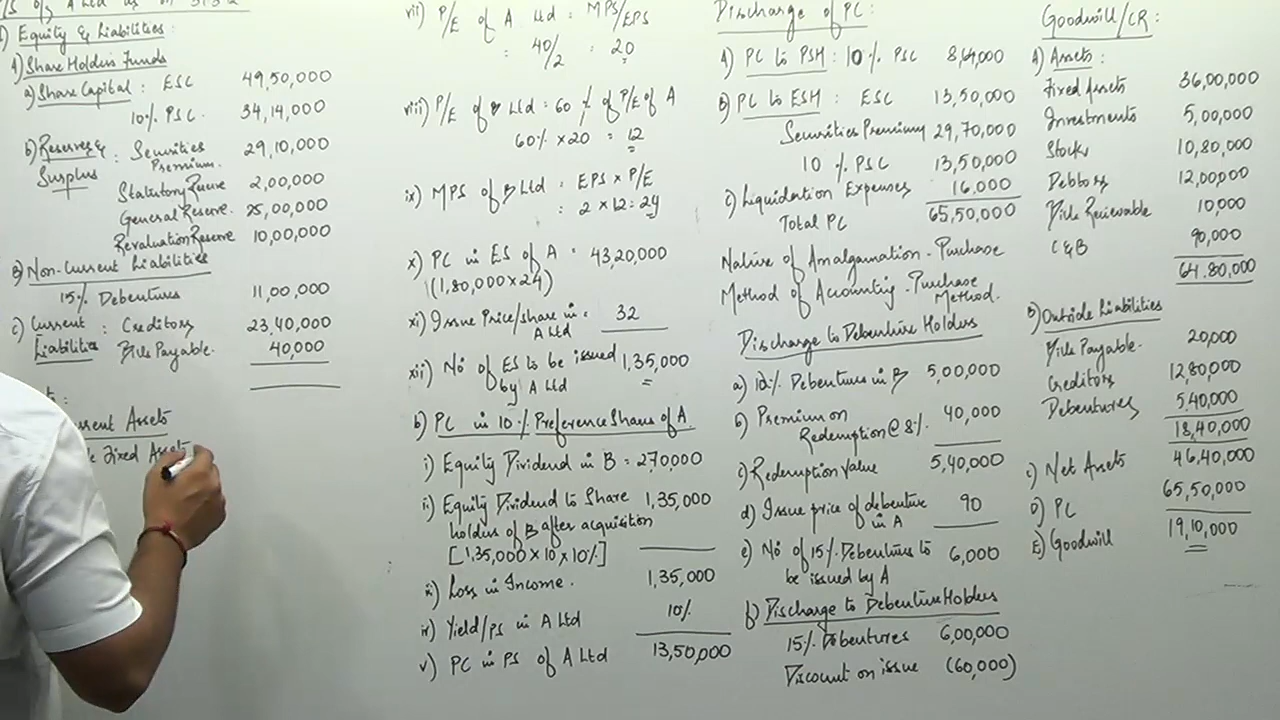 of A Ltd as on
Equity & Liabilities:
A) Share Holders Funds
a) Share Capital: ESC 49,50,000
10% PSC. 34,14,000
b) Reserves & Surplus: Securities Premium. 29,10,000
Statutory Reserve 2,00,000
General Reserve. 25,00,000
Revaluation Reserve 10,00,000
B) Non-Current Liabilities
15% Debentures 11,00,000
C) Current Liabilities: Creditors 23,40,000
Bills Payable. 40,000
Assets
Fixed Assets
vii) P/E of A Ltd = MPS/EPS
: 40/2 = 20
viii) P/E of B Ltd = 60% of P/E of A
60% × 20 = 12
ix) MPS of B Ltd = EPS × P/E
: 2 × 12 = 24
x) PC in ES of A = 43,20,000
(1,80,000×24)
xi) Issue Price/share in A Ltd = 32
xii) No of ES to be issued 1,35,000
by A Ltd
b) PC in 10% Preference Shares of A.
i) Equity Dividend in B = 270,000
ii) Equity Dividend to Share 1,35,000
holders of B after acquisition
[1,35,000 × 10 × 10%]
iii) Loss in Income. 1,35,000
iv) Yield/ps in A Ltd 10%
v) PC in PS of A Ltd 13,50,000
Discharge of PC:
A) PC to PSH: 10% PSC 8,64,000
B) PC to ESH: ESC 13,50,000
Securities Premium 29,70,000
10% PSC 13,50,000
C) Liquidation Expenses 16,000
Total PC 65,50,000
Nature of Amalgamation - Purchase
Method of Accounting - Purchase
Method.
Discharge to Debenture Holders
a) 10% Debentures in B 5,00,000
b) Premium on 40,000
Redemption @ 8%.
c) Redemption Value 5,40,000
d) Issue price of debenture 90
in A
e) No of 15% Debentures to 6,000
be issued by A
f) Discharge to Debenture Holders
15% Debentures 6,00,000
Discount on issue (60,000)
Goodwill/CR:
A) Assets:
Fixed Assets 36,00,000
Investments 5,00,000
Stocks 10,80,000
Debtors 12,00,000
Bills Receivable 10,000
C & B 90,000
64,80,000
B) Outside Liabilities
Bills Payable. 20,000
Creditors 12,80,000
Debentures 5,40,000
18,40,000
C) Net Assets 46,40,000
D) PC 65,50,000
E) Goodwill 19,10,000